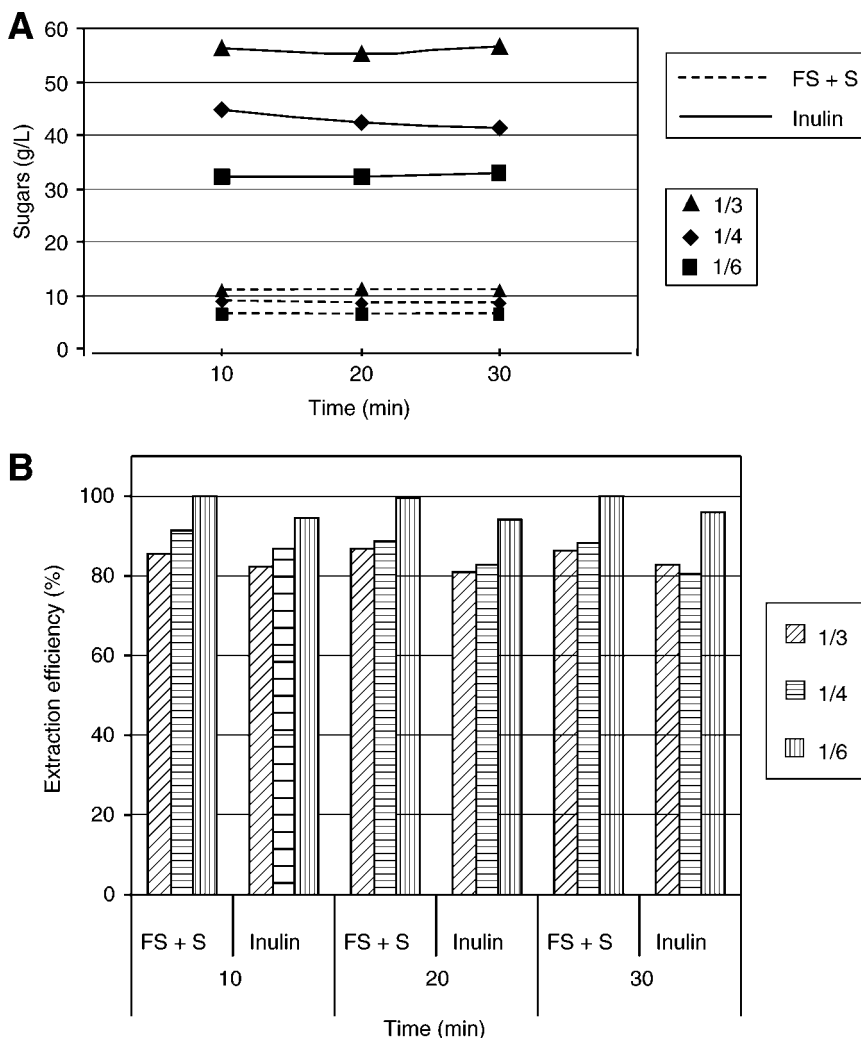 A
Sugars (g/L)
60
50
40
30
20
10
0
10 20 30
Time (min)
FS + S
Inulin
1/3
1/4
1/6
B
Extraction efficiency (%)
100
80
60
40
20
0
FS + S Inulin FS + S Inulin FS + S Inulin
10 20 30
Time (min)
1/3
1/4
1/6